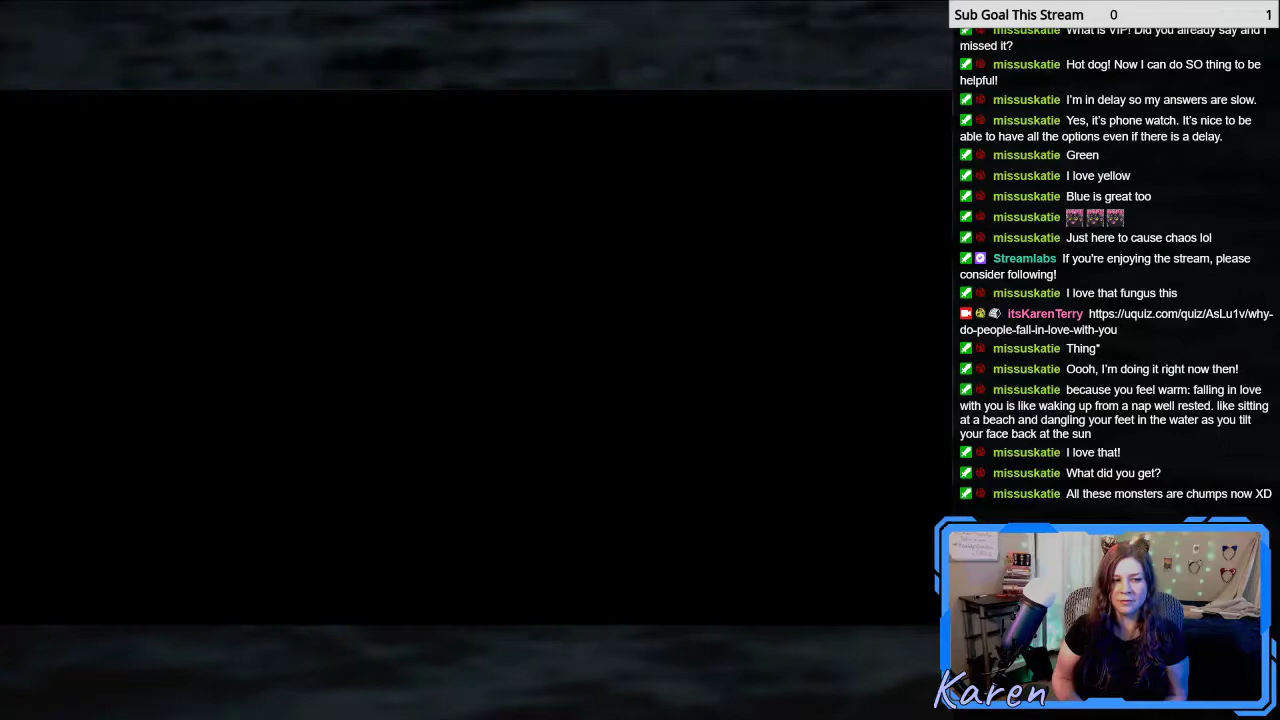 Sub Goal This Stream 0 1
missuskatie What is VIP! Did you already say and I
missed it?
missuskatie Hot dog! Now I can do SO thing to be
helpful!
missuskatie I'm in delay so my answers are slow.
missuskatie Yes, it's phone watch. It's nice to be
able to have all the options even if there is a delay.
missuskatie Green
missuskatie I love yellow
missuskatie Blue is great too
missuskatie
missuskatie Just here to cause chaos lol
Streamlabs If you're enjoying the stream, please
consider following!
missuskatie I love that fungus this
itsKarenTerry https://uquiz.com/quiz/AsLu1v/why-
do-people-fall-in-love-with-you
missuskatie Thing*
missuskatie Oooh, I'm doing it right now then!
missuskatie because you feel warm: falling in love
with you is like waking up from a nap well rested. like sitting
at a beach and dangling your feet in the water as you tilt
your face back at the sun
missuskatie I love that!
missuskatie What did you get?
missuskatie All these monsters are chumps now XD
Karen